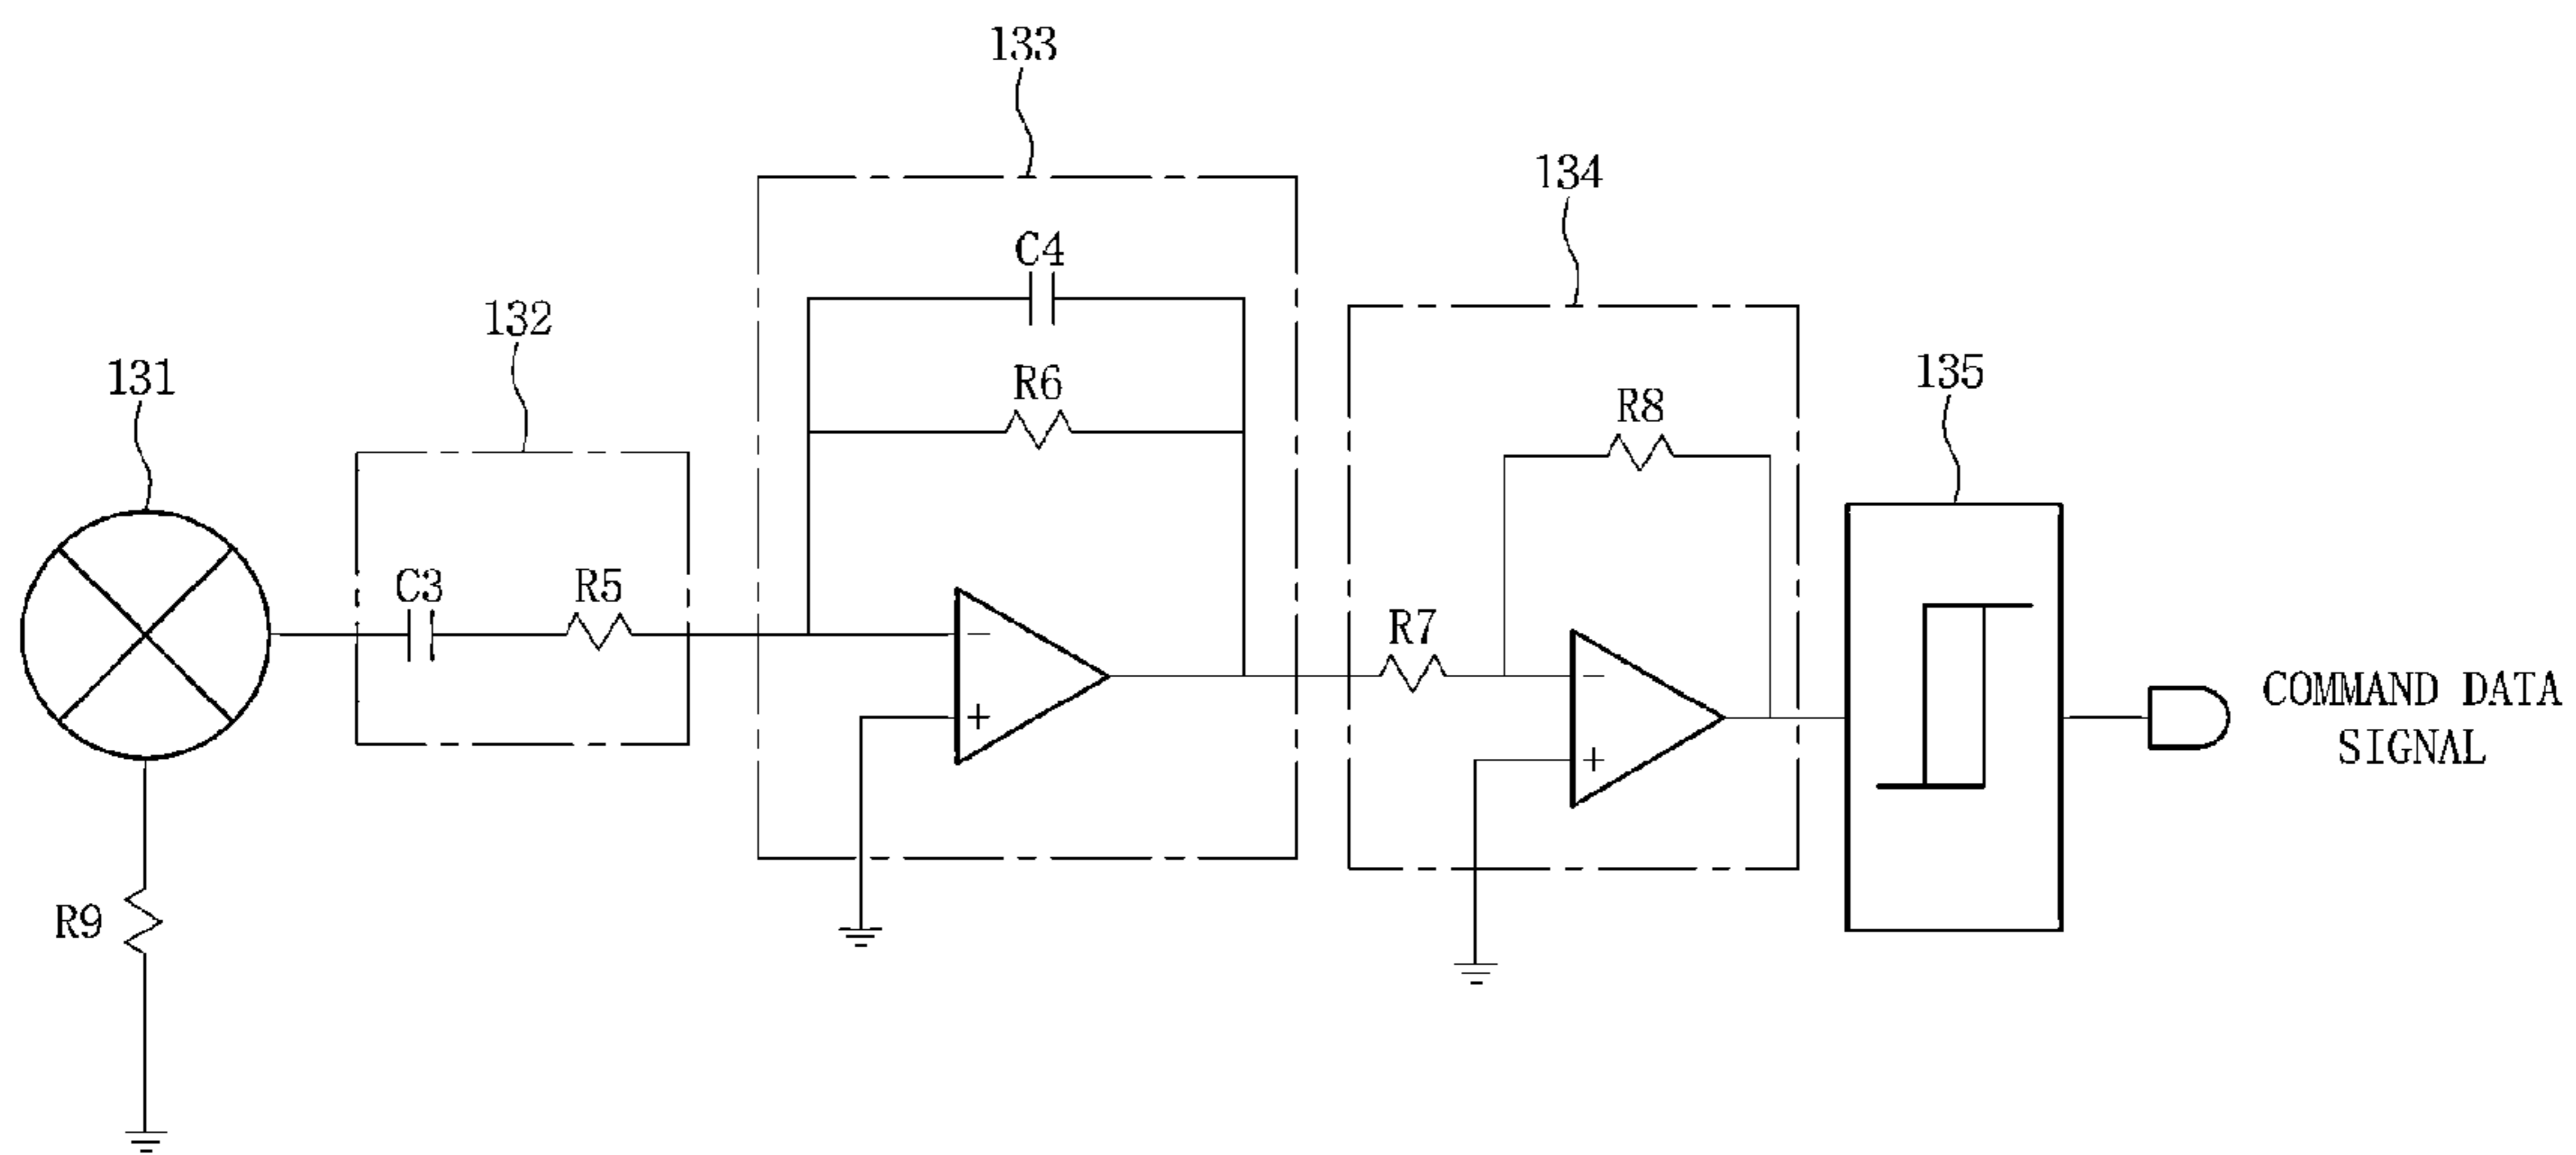 133
134
C4
132
135
131
R6
R8
C3
R5
R7
−
+
−
+
COMMAND DATA
SIGNAL
R9